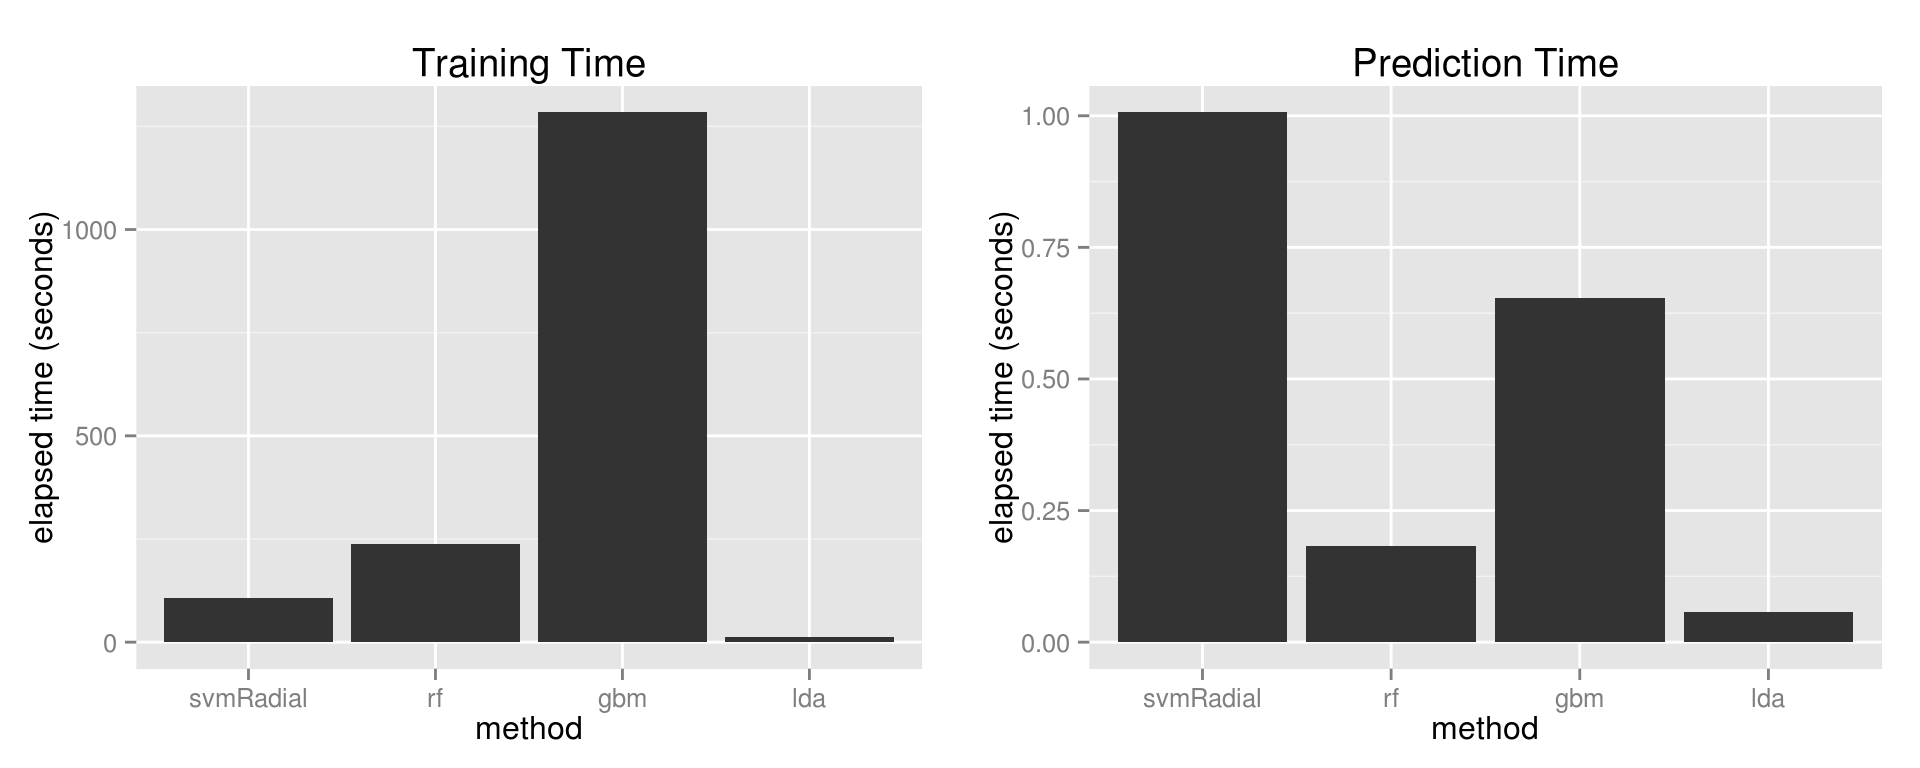 Training Time
elapsed time (seconds)
1000
500
0
svmRadial rf gbm lda
method
Prediction Time
elapsed time (seconds)
1.00
0.75
0.50
0.25
0.00
svmRadial rf gbm lda
method